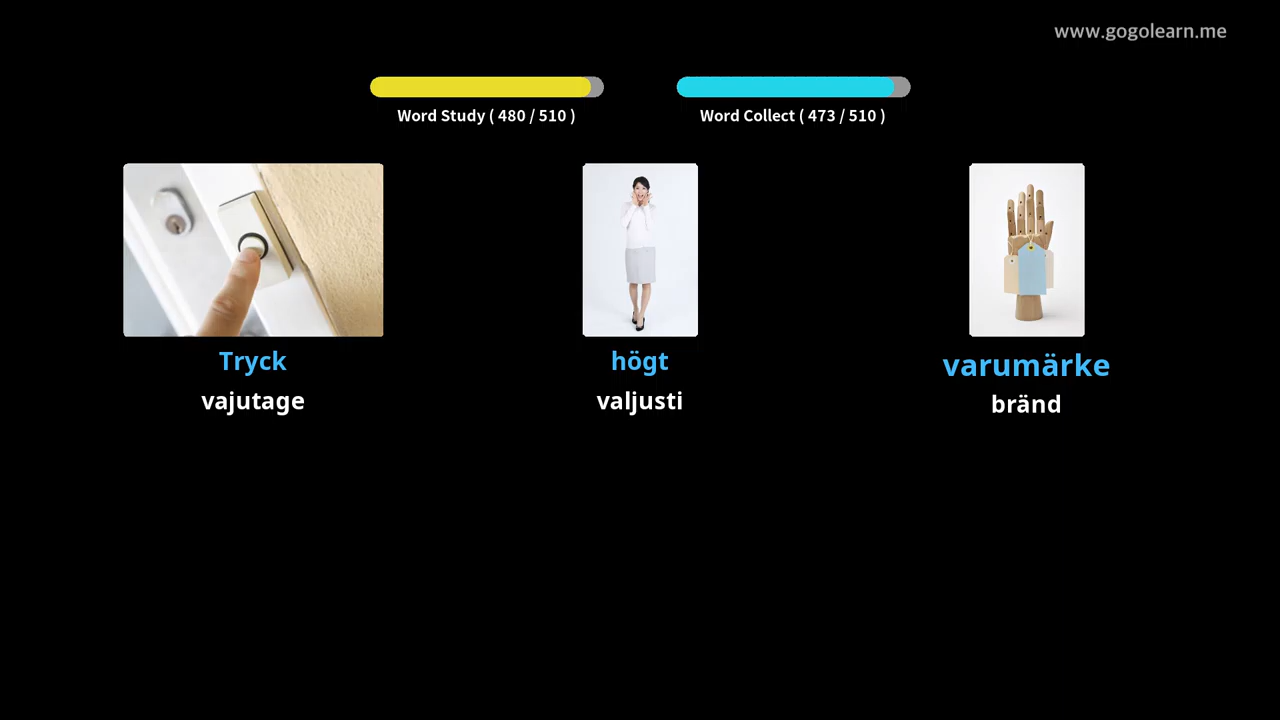 www.gogolearn.me
Word Study ( 480 / 510 )
Word Collect ( 473 / 510 )
Tryck
vajutage
högt
valjusti
varumärke
bränd